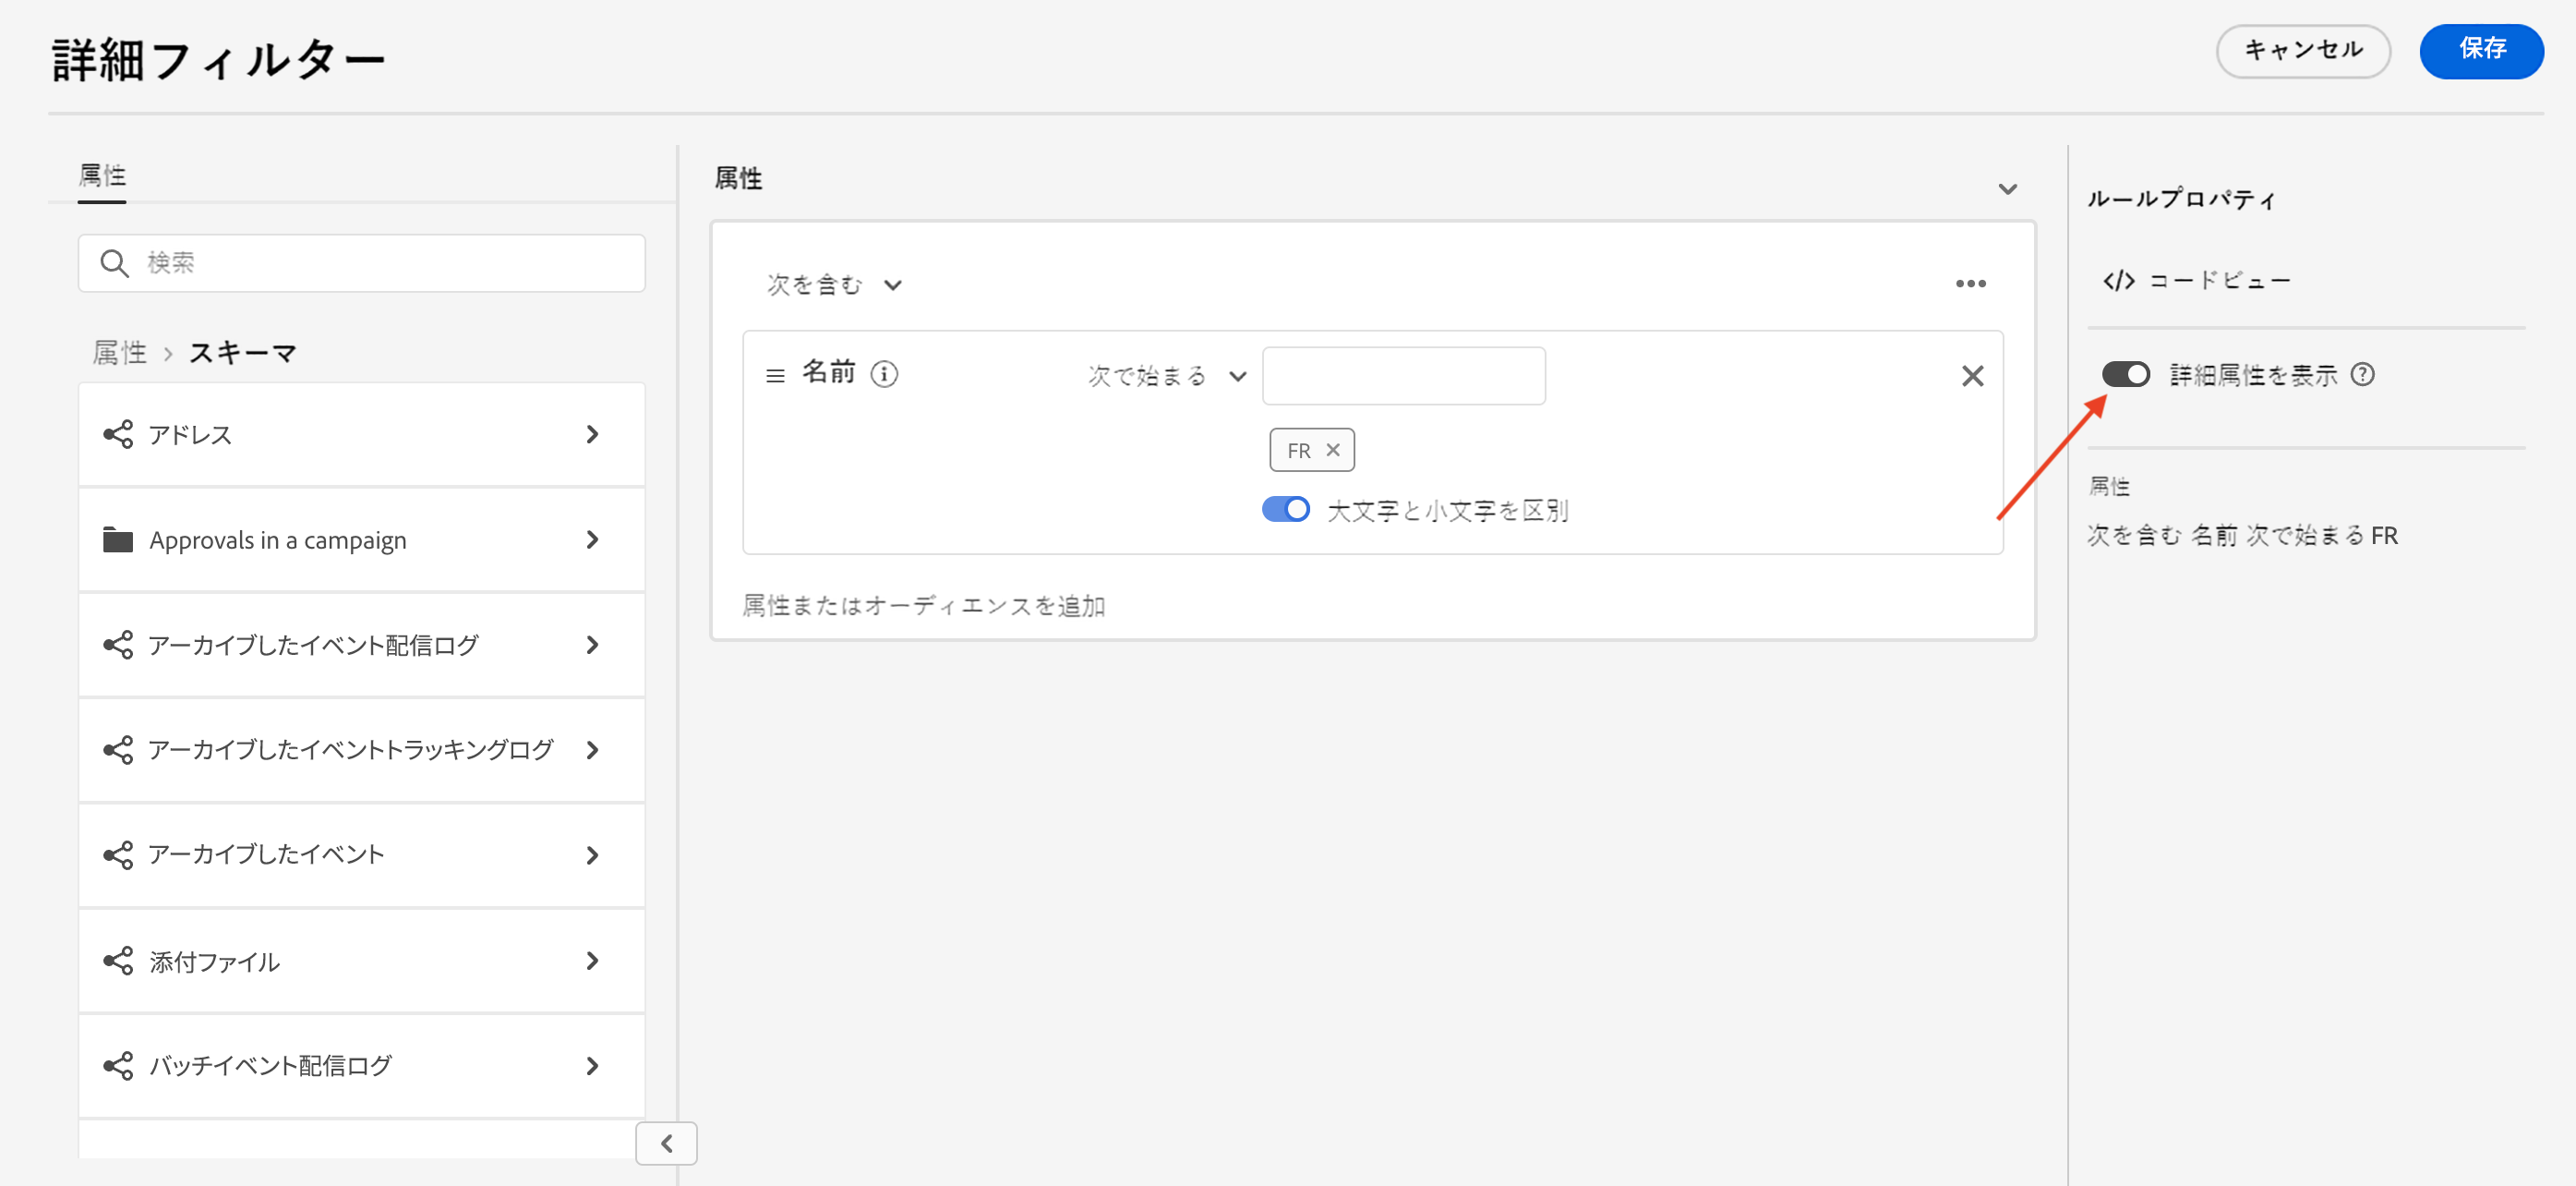 詳細フィルター
キャンセル
保存
属性
検索
属性 › スキーマ
アドレス
Approvals in a campaign
アーカイブしたイベント配信ログ
アーカイブしたイベントトラッキングログ
アーカイブしたイベント
添付ファイル
バッチイベント配信ログ
属性
次を含む
名前
次で始まる
FR
大文字と小文字を区別
属性またはオーディエンスを追加
ルールプロパティ
</> コードビュー
詳細属性を表示
属性
次を含む 名前 次で始まる FR